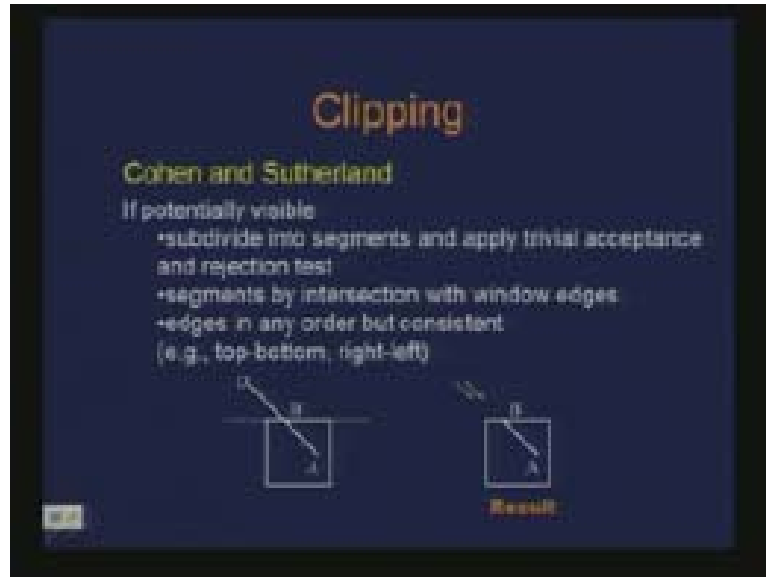 Clipping
Cohen and Sutherland
If potentially visible
•subdivide into segments and apply trivial acceptance
and rejection test
•segments by intersection with window edges
•edges in any order but consistent
(e.g., top-bottom, right-left)
D
B B
A A
Result